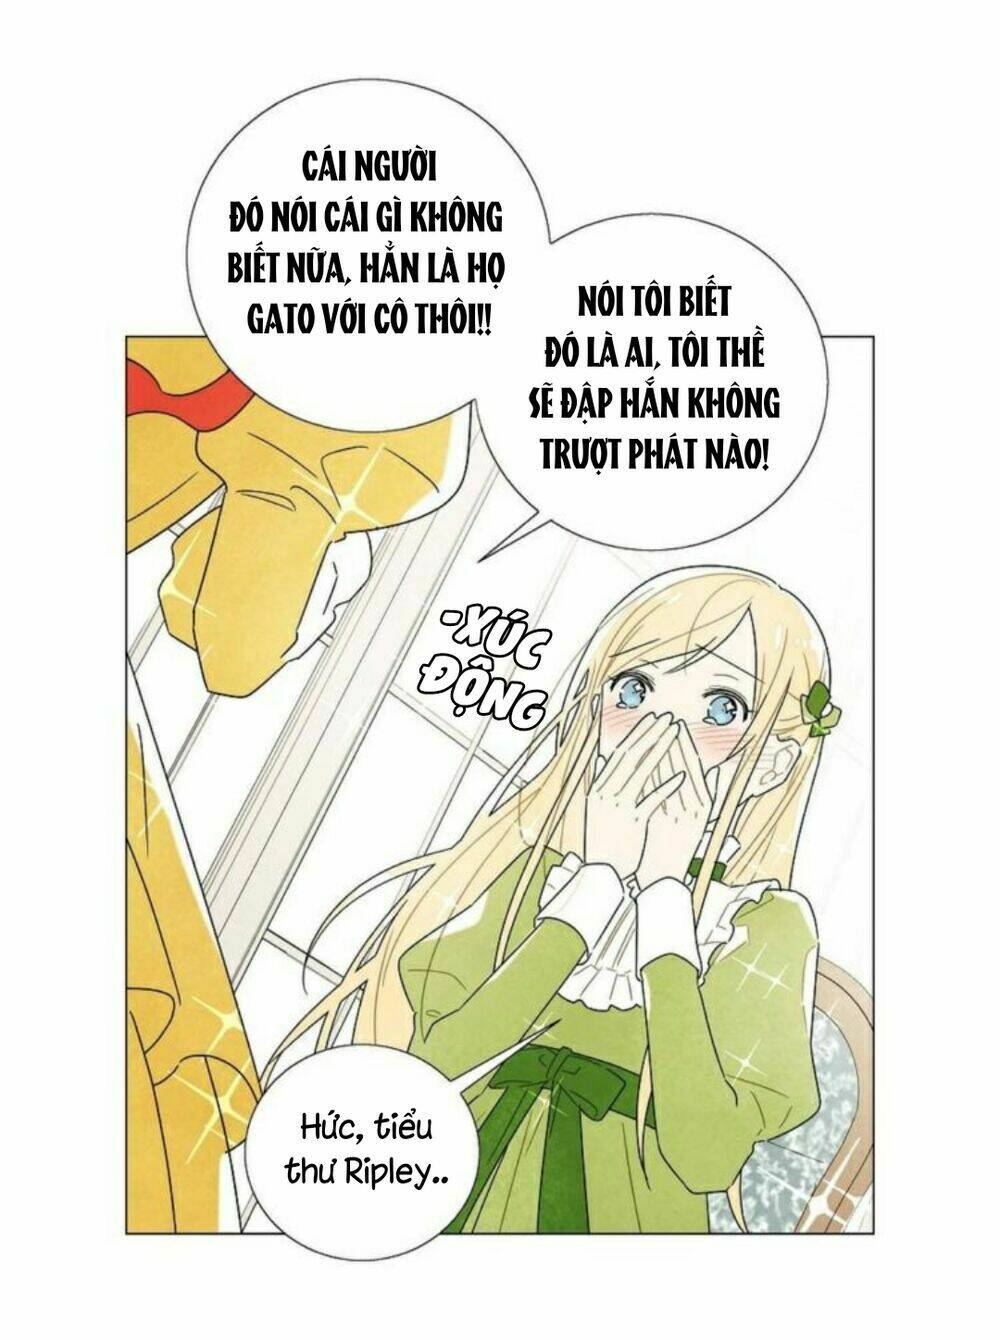 CÁI NGƯỜI
ĐÓ NÓI CÁI GÌ KHÔNG
BIẾT NỮA, HẲN LÀ HỌ
GATO VỚI CÔ THÔI!!
NÓI TÔI BIẾT
ĐÓ LÀ AI, TÔI THỀ
SẼ ĐẬP HẮN KHÔNG
TRƯỢT PHÁT NÀO!
-XÚC
ĐỘNG
Hức, tiểu
thư Ripley..